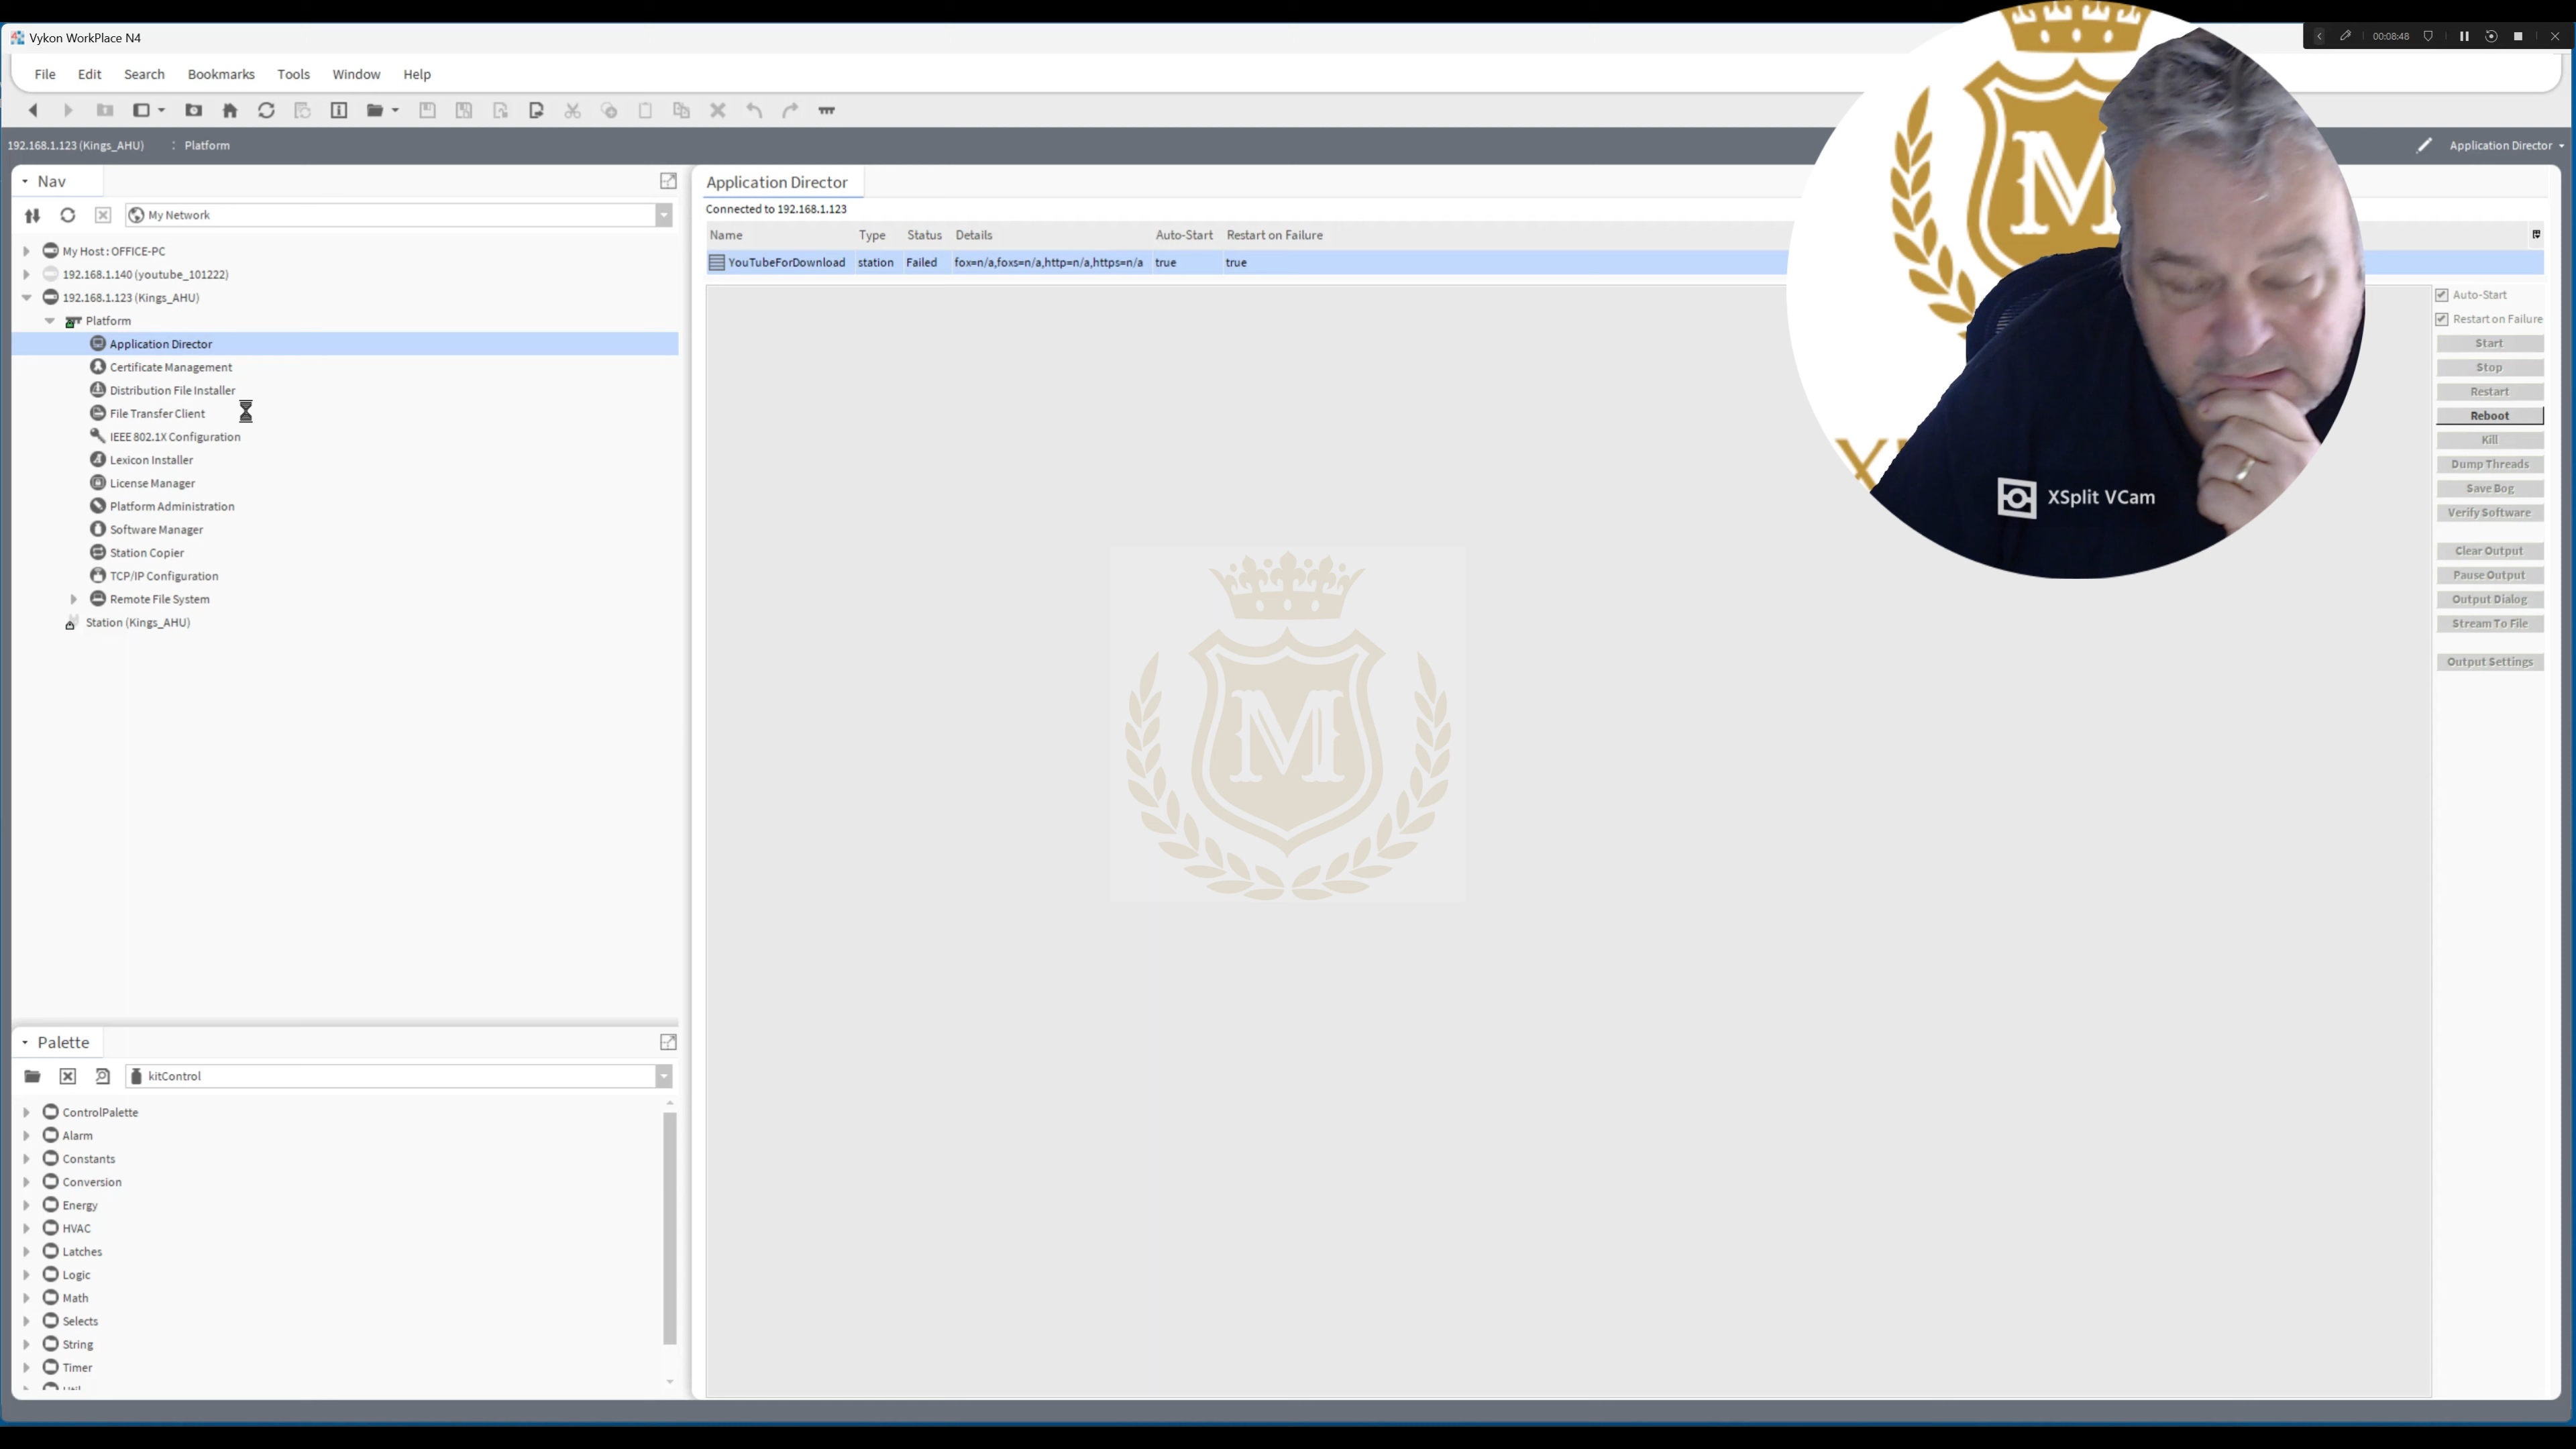 Vykon WorkPlace N4
00:08:48
File Edit Search Bookmarks Tools Window Help
192.168.1.123 (Kings_AHU) : Platform
Application Director
Nav
My Network
My Host : OFFICE-PC
192.168.1.140 (youtube_101222)
192.168.1.123 (Kings_AHU)
Platform
Application Director
Certificate Management
Distribution File Installer
File Transfer Client
IEEE 802.1X Configuration
Lexicon Installer
License Manager
Platform Administration
Software Manager
Station Copier
TCP/IP Configuration
Remote File System
Station (Kings_AHU)
Palette
kitControl
ControlPalette
Alarm
Constants
Conversion
Energy
HVAC
Latches
Logic
Math
Selects
String
Timer
Application Director
Connected to 192.168.1.123
Name Type Status Details Auto-Start Restart on Failure
YouTubeForDownload station Failed fox=n/a,foxs=n/a,http=n/a,https=n/a true true
M
M
XSplit VCam
Auto-Start
Restart on Failure
Start
Stop
Restart
Reboot
Kill
Dump Threads
Save Bog
Verify Software
Clear Output
Pause Output
Output Dialog
Stream To File
Output Settings